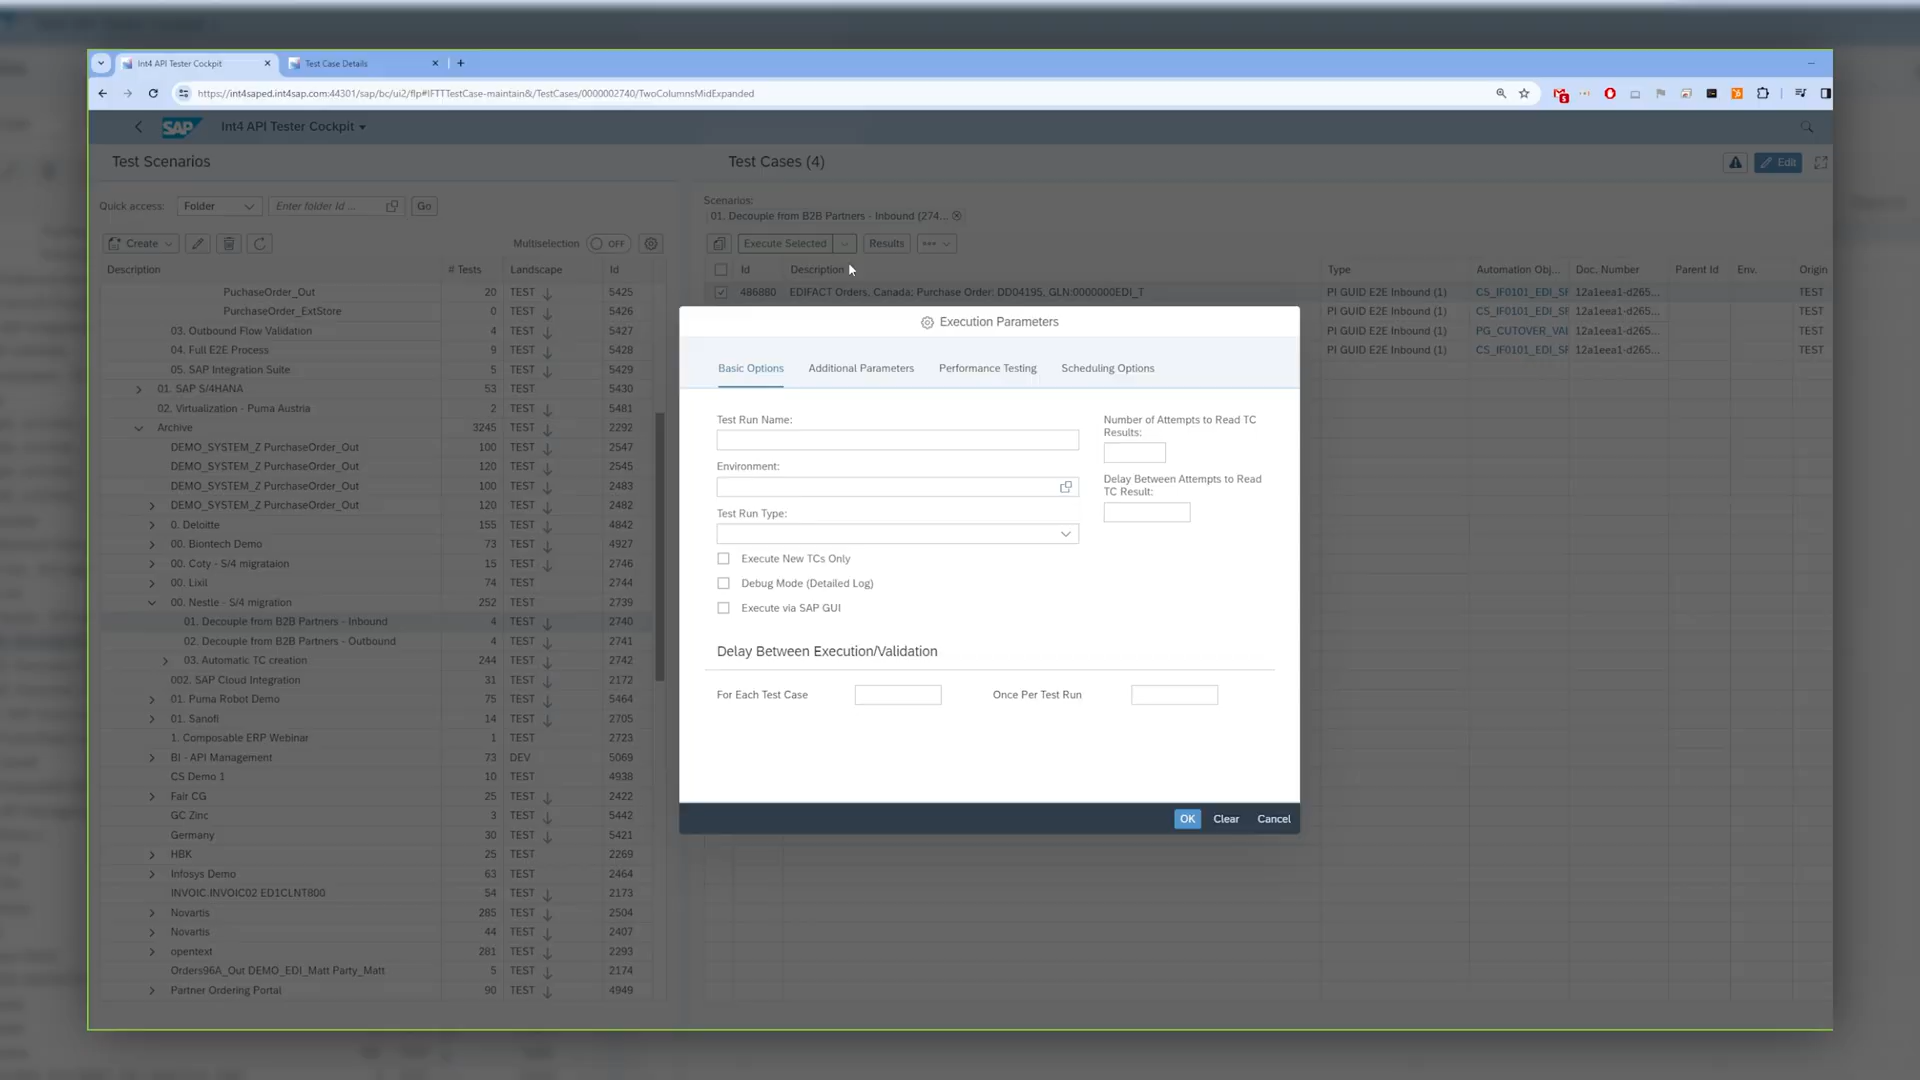 Int4 API Tester Cockpit
Test Case Details
https://int4saped.int4sap.com:44301/sap/bc/ui2/flp#IFTTTestCase-maintain&/TestCases/0000002740/TwoColumnsMidExpanded
SAP Int4 API Tester Cockpit
Test Scenarios
Quick access: Folder Enter folder Id ... Go
Create Multiselection OFF
Description # Tests Landscape Id
PuchaseOrder_Out 20 TEST 5425
PurchaseOrder_ExtStore 0 TEST 5426
03. Outbound Flow Validation 4 TEST 5427
04. Full E2E Process 9 TEST 5428
05. SAP Integration Suite 5 TEST 5429
01. SAP S/4HANA 53 TEST 5430
02. Virtualization - Puma Austria 2 TEST 5481
Archive 3245 TEST 2292
DEMO_SYSTEM_Z PurchaseOrder_Out 100 TEST 2547
DEMO_SYSTEM_Z PurchaseOrder_Out 120 TEST 2545
DEMO_SYSTEM_Z PurchaseOrder_Out 100 TEST 2483
DEMO_SYSTEM_Z PurchaseOrder_Out 120 TEST 2482
0. Deloitte 155 TEST 4842
00. Biontech Demo 73 TEST 4927
00. Coty - S/4 migrataion 15 TEST 2746
00. Lixil 74 TEST 2744
00. Nestle - S/4 migration 252 TEST 2739
01. Decouple from B2B Partners - Inbound 4 TEST 2740
02. Decouple from B2B Partners - Outbound 4 TEST 2741
03. Automatic TC creation 244 TEST 2742
002. SAP Cloud Integration 31 TEST 2172
01. Puma Robot Demo 75 TEST 5464
01. Sanofi 14 TEST 2705
1. Composable ERP Webinar 1 TEST 2723
BI - API Management 73 DEV 5069
CS Demo 1 10 TEST 4938
Fair CG 25 TEST 2422
GC Zinc 3 TEST 5442
Germany 30 TEST 5421
HBK 25 TEST 2269
Infosys Demo 63 TEST 2464
INVOIC.INVOIC02 ED1CLNT800 54 TEST 2173
Novartis 285 TEST 2504
Novartis 44 TEST 2407
opentext 281 TEST 2293
Orders96A_Out DEMO_EDI_Matt Party_Matt 5 TEST 2174
Partner Ordering Portal 90 TEST 4949
Test Cases (4)
Edit
Scenarios:
01. Decouple from B2B Partners - Inbound (274...
Execute Selected Results
Id Description Type Automation Obj... Doc. Number Parent Id Env. Origin
486880 EDIFACT Orders, Canada; Purchase Order: DD04195, GLN:0000000EDI_T PI GUID E2E Inbound (1) CS_IF0101_EDI_SF 12a1eea1-d265... TEST
PI GUID E2E Inbound (1) CS_IF0101_EDI_SF 12a1eea1-d265... TEST
PI GUID E2E Inbound (1) PG_CUTOVER_VAL 12a1eea1-d265... TEST
PI GUID E2E Inbound (1) CS_IF0101_EDI_SF 12a1eea1-d265... TEST
Execution Parameters
Basic Options Additional Parameters Performance Testing Scheduling Options
Test Run Name:
Environment:
Test Run Type:
Execute New TCs Only
Debug Mode (Detailed Log)
Execute via SAP GUI
Number of Attempts to Read TC
Results:
Delay Between Attempts to Read
TC Result:
Delay Between Execution/Validation
For Each Test Case Once Per Test Run
OK Clear Cancel